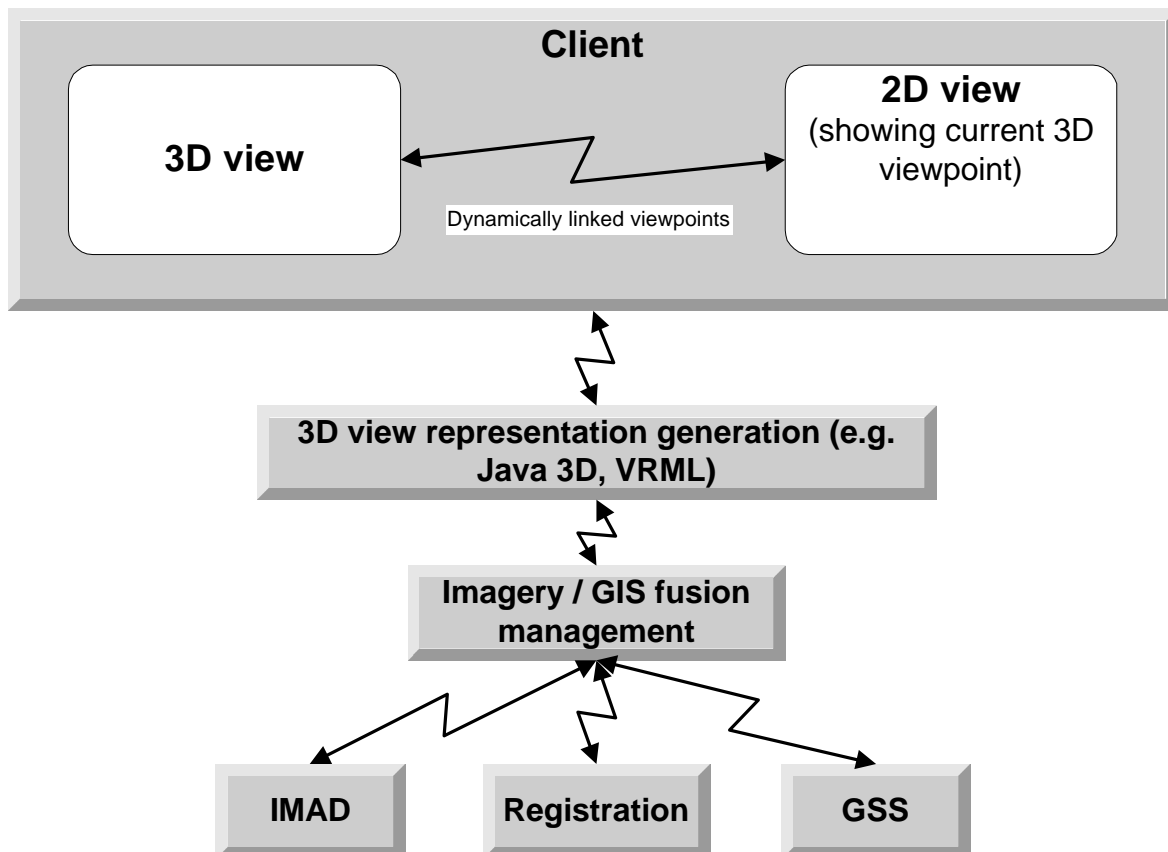 Client
3D view
2D view
(showing current 3D
viewpoint)
Dynamically linked viewpoints
3D view representation generation (e.g.
Java 3D, VRML)
Imagery / GIS fusion
management
IMAD
Registration
GSS